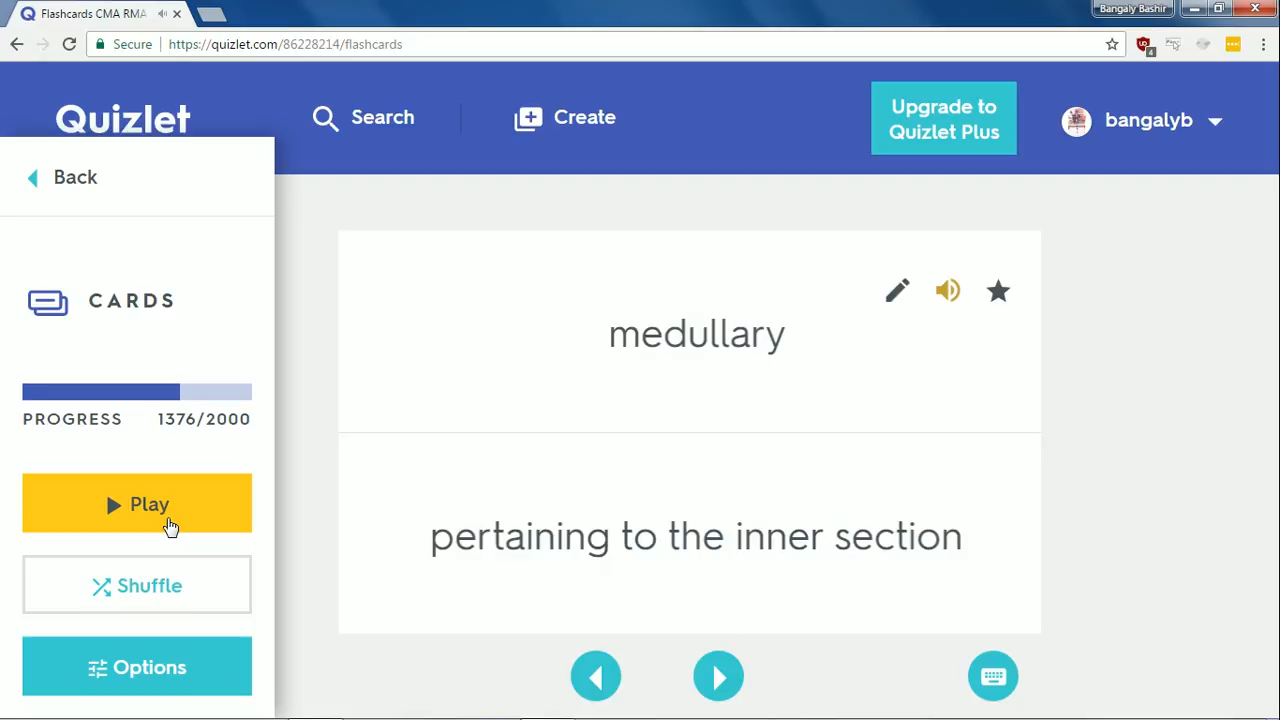 Flashcards CMA RMA
Bangaly Bashir
Secure
https://quizlet.com/86228214/flashcards
4
Quizlet
Search
Create
Upgrade to
Quizlet Plus
bangalyb
Back
CARDS
PROGRESS 1376/2000
Play
Shuffle
Options
medullary
pertaining to the inner section